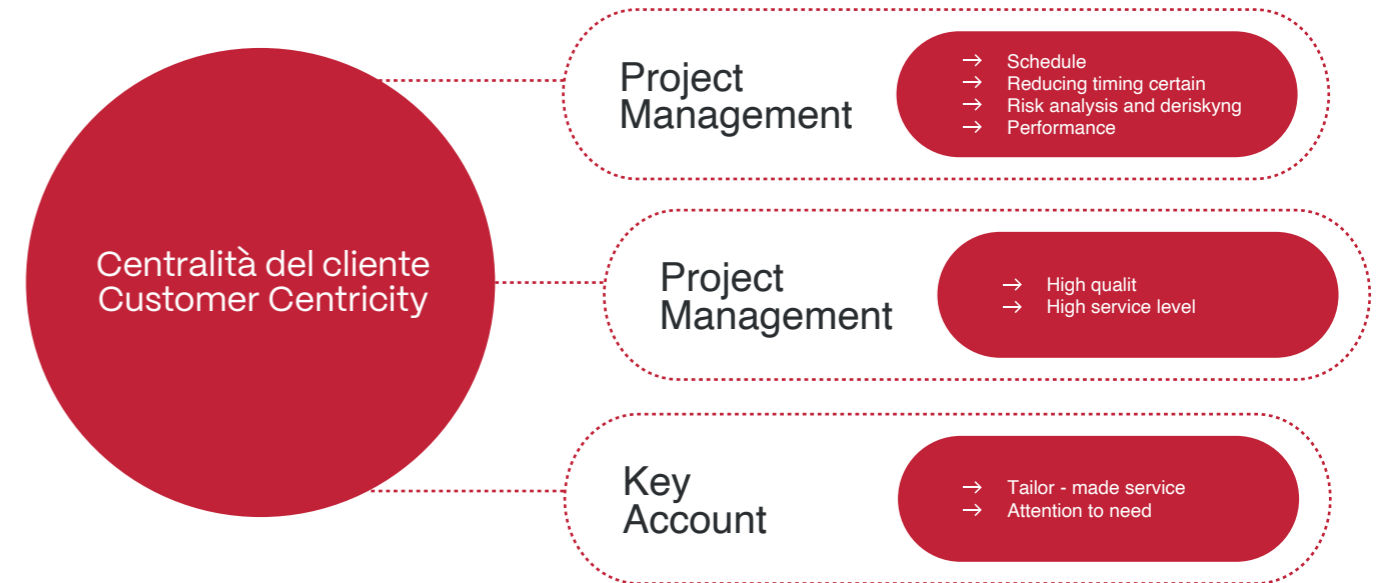 Centralità del cliente
Customer Centricity
Project
Management
→ Schedule
→ Reducing timing certain
→ Risk analysis and deriskyng
→ Performance
Project
Management
→ High qualit
→ High service level
Key
Account
→ Tailor - made service
→ Attention to need